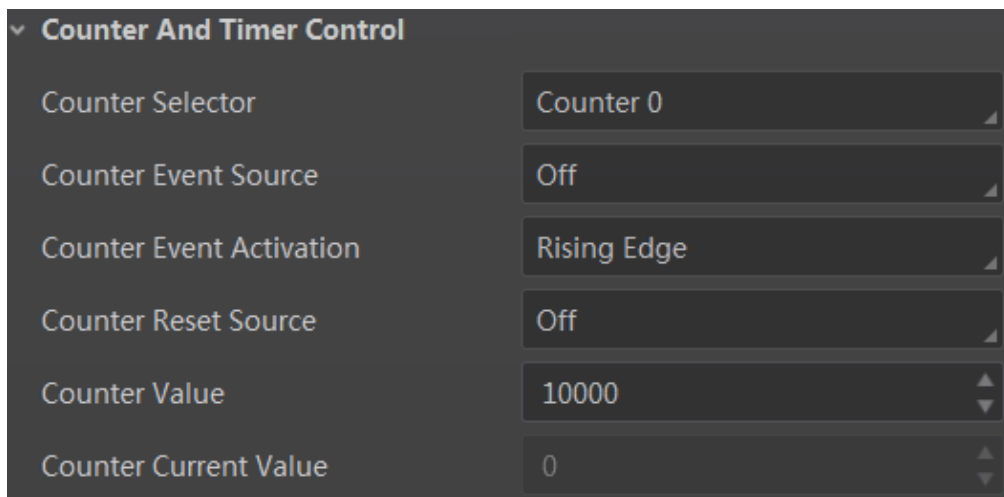 Counter And Timer Control
Counter Selector Counter 0
Counter Event Source Off
Counter Event Activation Rising Edge
Counter Reset Source Off
Counter Value 10000
Counter Current Value 0